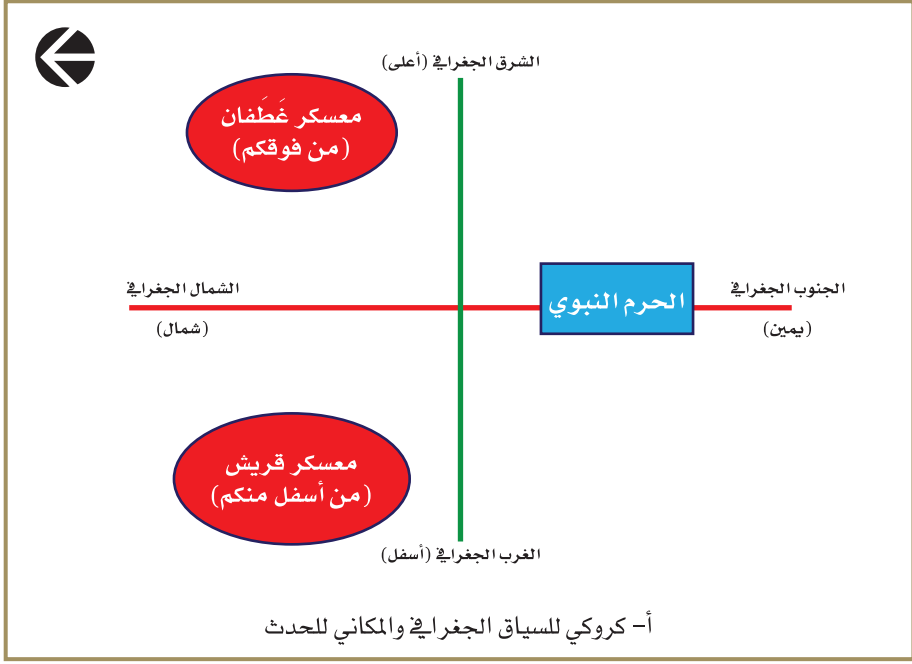 الشرق الجغرافي (أعلى)
معسكر غَطَفان
(من فوقكم)
الجنوب الجغرافي
(يمين)
الحرم النبوي
الشمال الجغرافي
(شمال)
معسكر قريش
(من أسفل منكم)
الغرب الجغرافي (أسفل)
أ- كروكي للسياق الجغرافي والمكاني للحدث